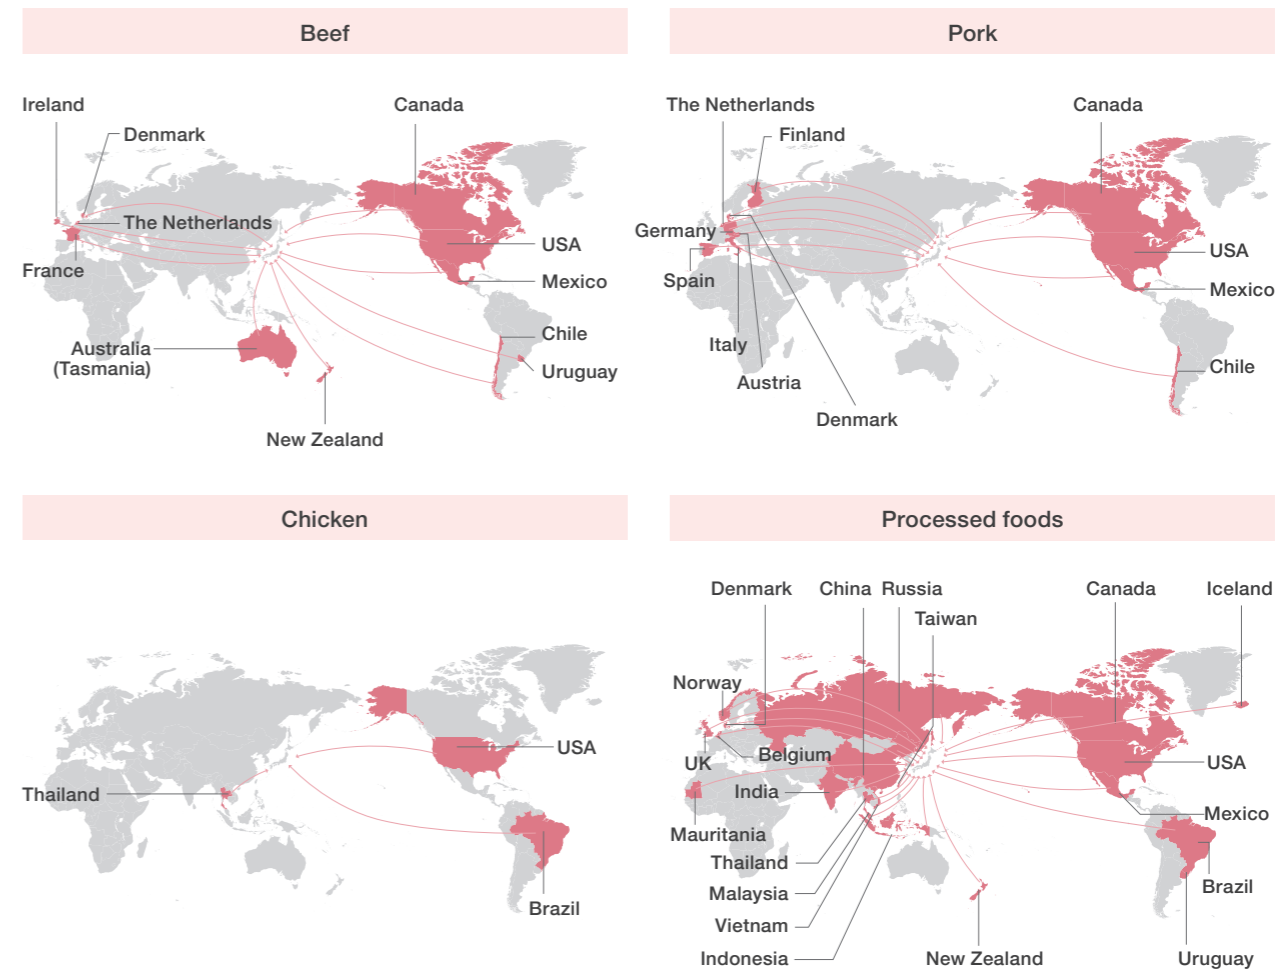 Beef
Ireland
Canada
Denmark
The Netherlands
France
USA
Mexico
Chile
Australia
(Tasmania)
Uruguay
New Zealand
Pork
The Netherlands
Canada
Finland
Germany
USA
Spain
Mexico
Italy
Chile
Austria
Denmark
Chicken
USA
Thailand
Brazil
Processed foods
Denmark
China
Russia
Canada
Iceland
Taiwan
Norway
Belgium
UK
USA
India
Mexico
Mauritania
Thailand
Brazil
Malaysia
Vietnam
Indonesia
New Zealand
Uruguay